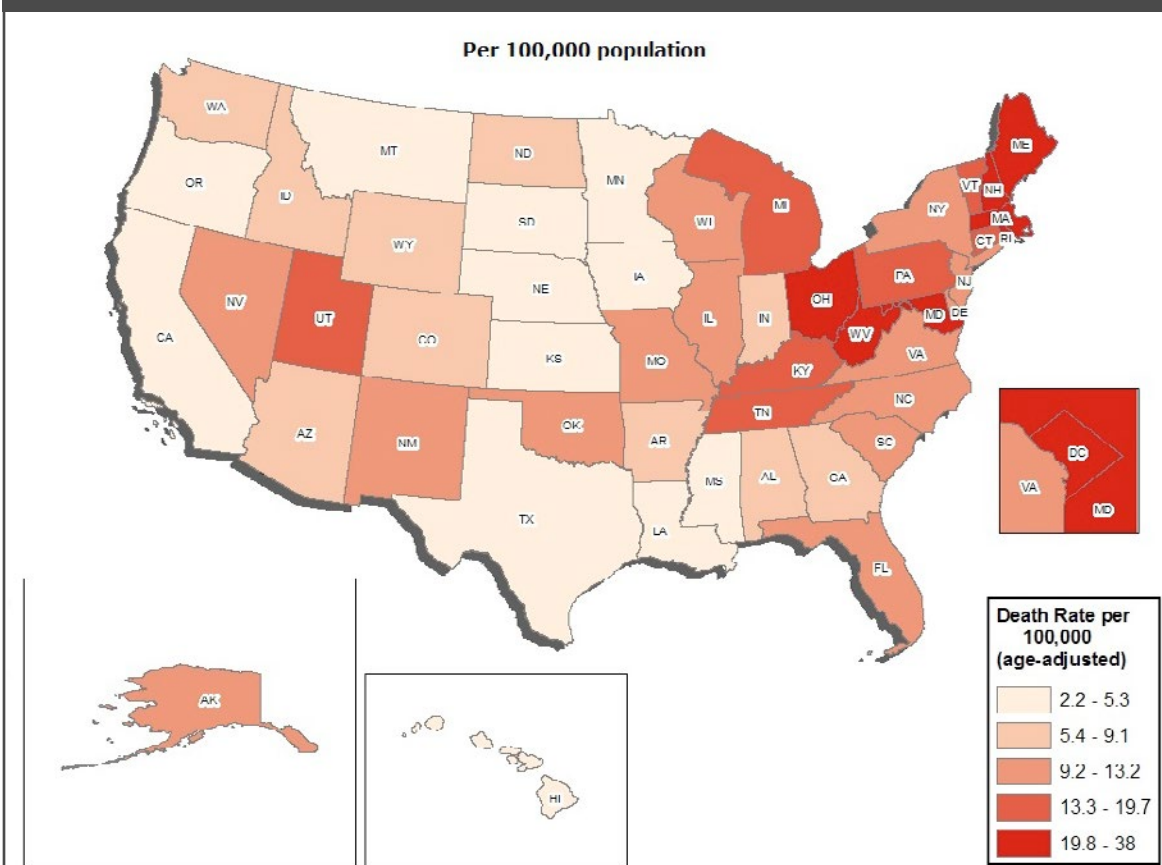 Per 100,000 population
WA
MT
ND
MN
OR
ID
SD
WI
MI
WY
ME
VT
NH
NY
MA
CT
RI
NV
UT
CO
NE
IA
PA
NJ
CA
KS
IL
IN
OH
MD
DE
WV
VA
MO
KY
AZ
NM
OK
AR
TN
NC
SC
MS
AL
GA
TX
LA
FL
DC
VA
MD
AK
HI
Death Rate per
100,000
(age-adjusted)
2.2 - 5.3
5.4 - 9.1
9.2 - 13.2
13.3 - 19.7
19.8 - 38